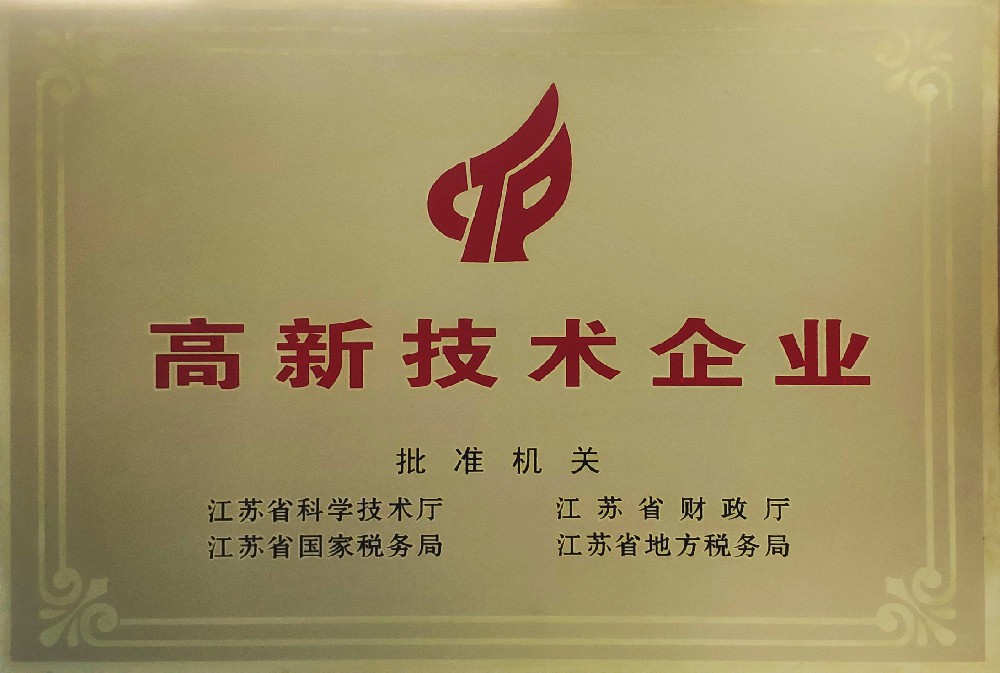 CTP
高新技术企业
批准机关
江苏省科学技术厅 江苏省财政厅
江苏省国家税务局 江苏省地方税务局